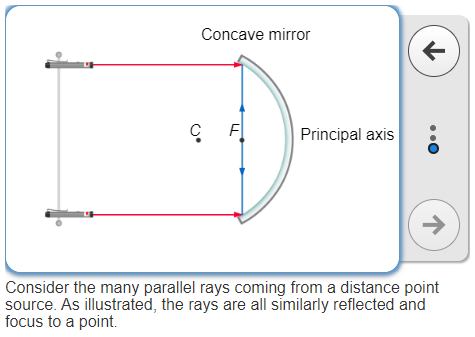 Concave mirror
C F Principal axis
Consider the many parallel rays coming from a distance point
source. As illustrated, the rays are all similarly reflected and
focus to a point.